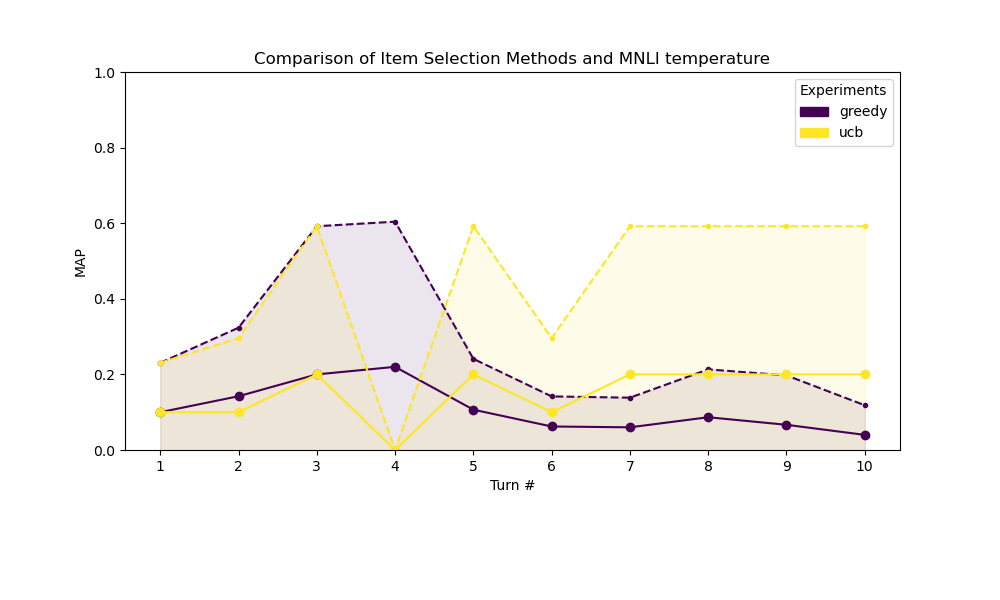 Comparison of Item Selection Methods and MNLI temperature
1.0
0.8
0.6
0.4
0.2
0.0
MAP
Experiments
greedy
ucb
1 2 3 4 5 6 7 8 9 10
Turn #